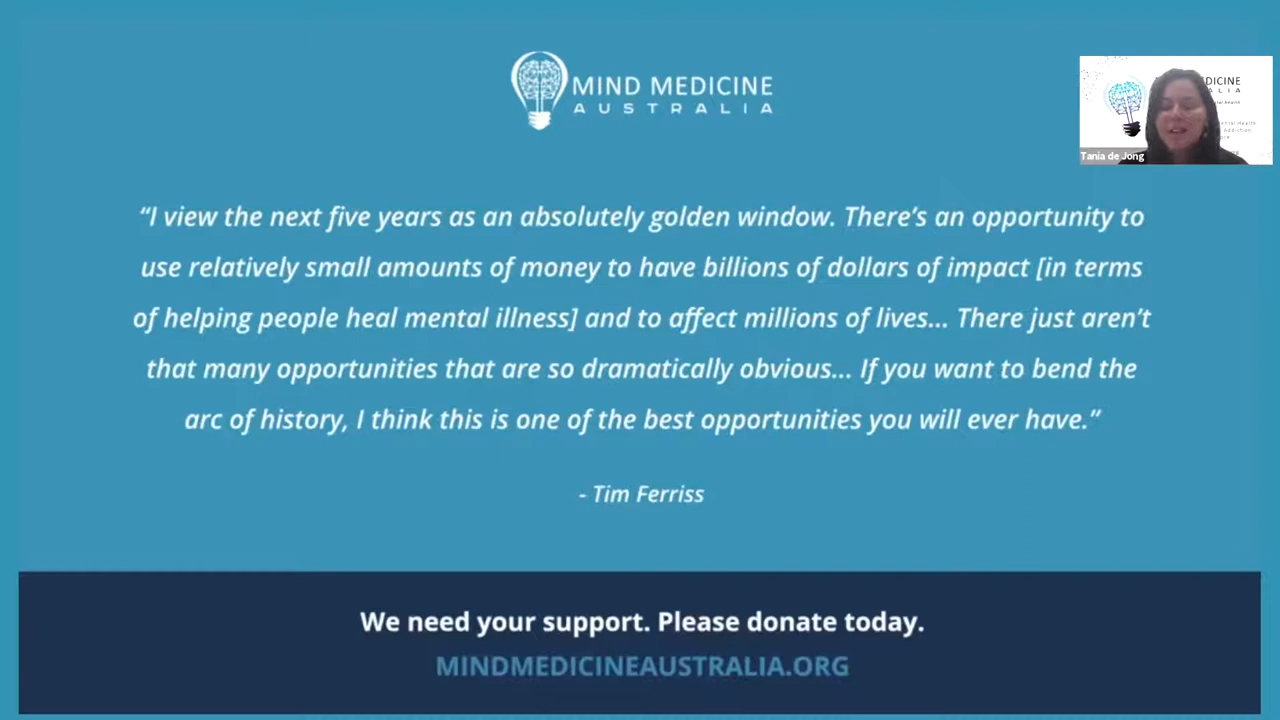 MIND MEDICINE
AUSTRALIA
DICINE
L I A
Tania de Jong
“I view the next five years as an absolutely golden window. There’s an opportunity to
use relatively small amounts of money to have billions of dollars of impact [in terms
of helping people heal mental illness] and to affect millions of lives... There just aren’t
that many opportunities that are so dramatically obvious... If you want to bend the
arc of history, I think this is one of the best opportunities you will ever have.”
- Tim Ferriss
We need your support. Please donate today.
MINDMEDICINEAUSTRALIA.ORG